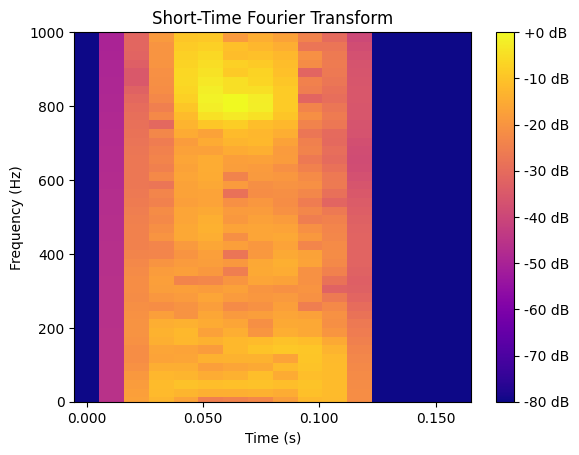 Short-Time Fourier Transform
Frequency (Hz)
1000
800
600
400
200
0
0.000
0.050
0.100
0.150
Time (s)
+0 dB
-10 dB
-20 dB
-30 dB
-40 dB
-50 dB
-60 dB
-70 dB
-80 dB